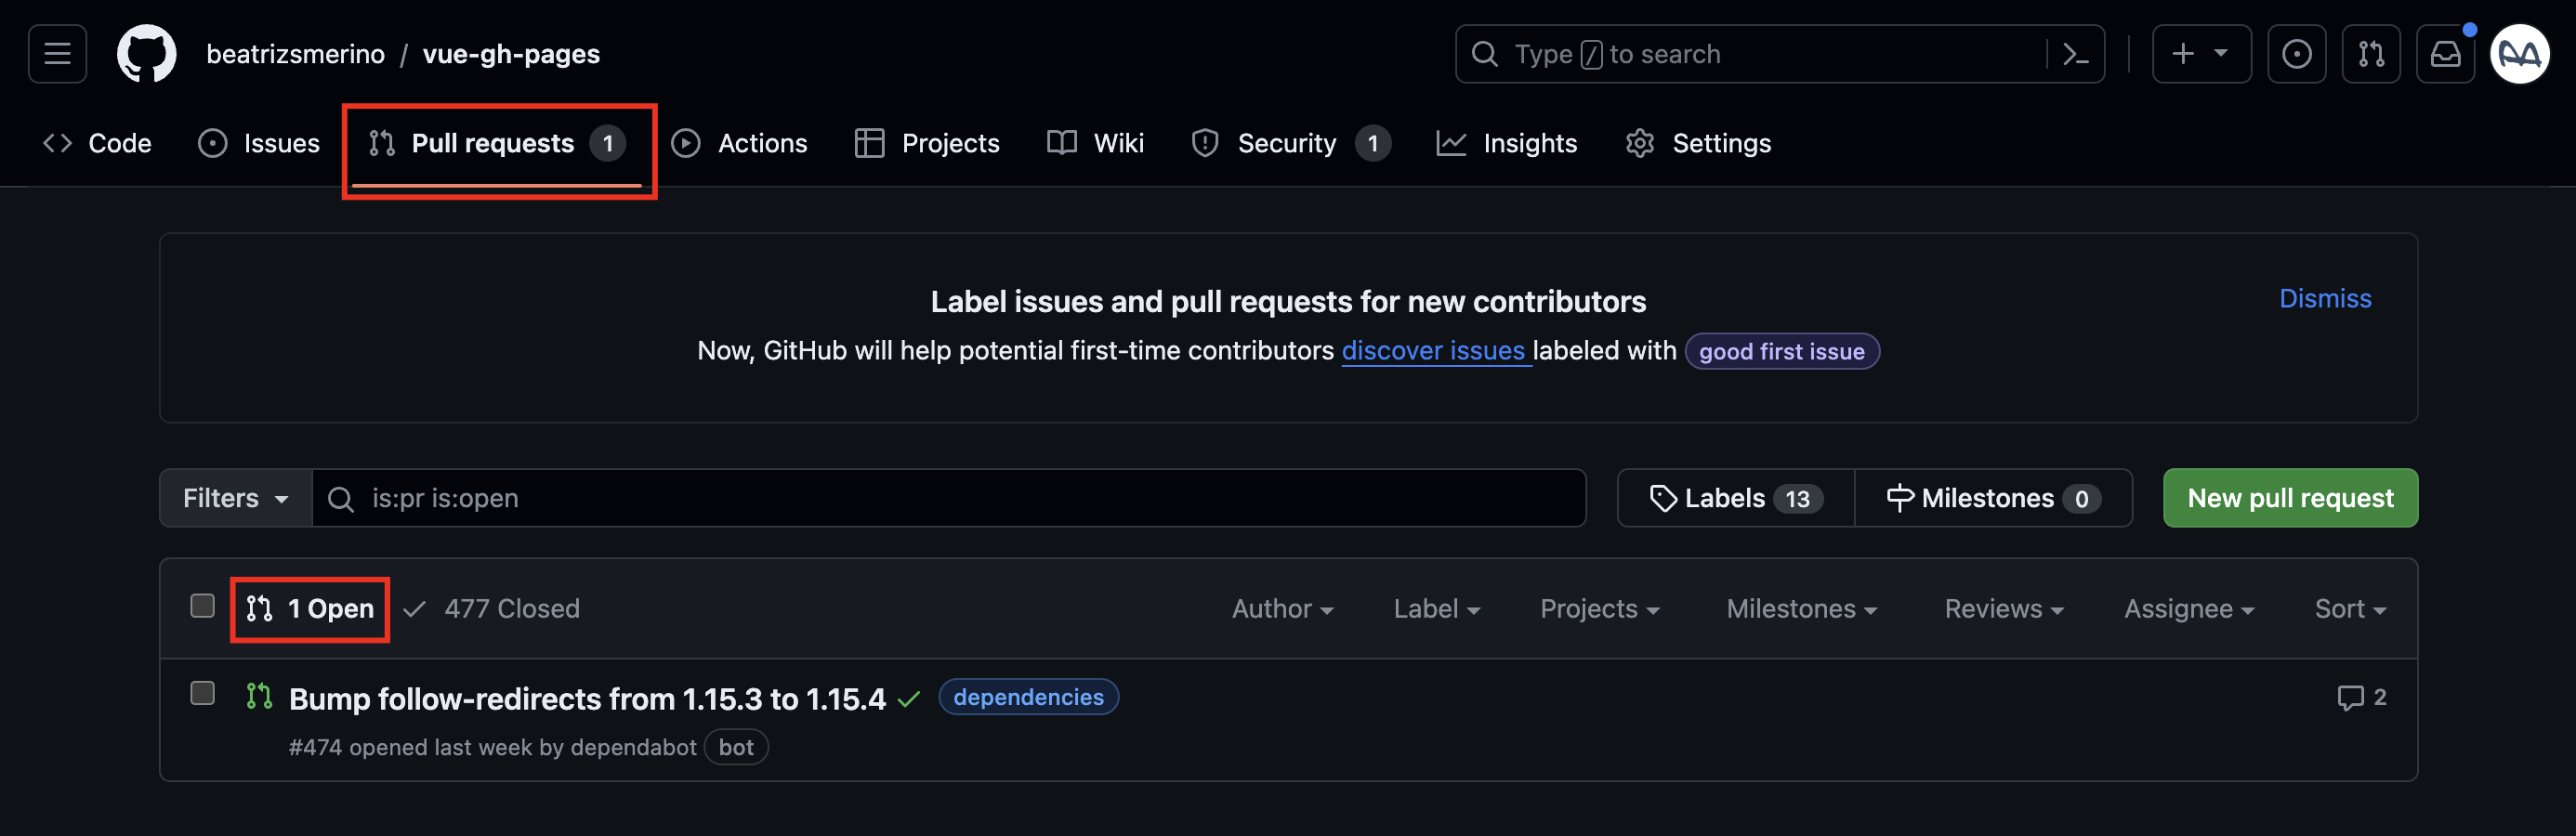 beatrizsmerino / vue-gh-pages
Type / to search
Code Issues Pull requests 1 Actions Projects Wiki Security 1 Insights Settings
Label issues and pull requests for new contributors
Dismiss
Now, GitHub will help potential first-time contributors discover issues labeled with good first issue
Filters is:pr is:open Labels 13 Milestones 0 New pull request
1 Open 477 Closed Author Label Projects Milestones Reviews Assignee Sort
Bump follow-redirects from 1.15.3 to 1.15.4 dependencies 2
#474 opened last week by dependabot bot